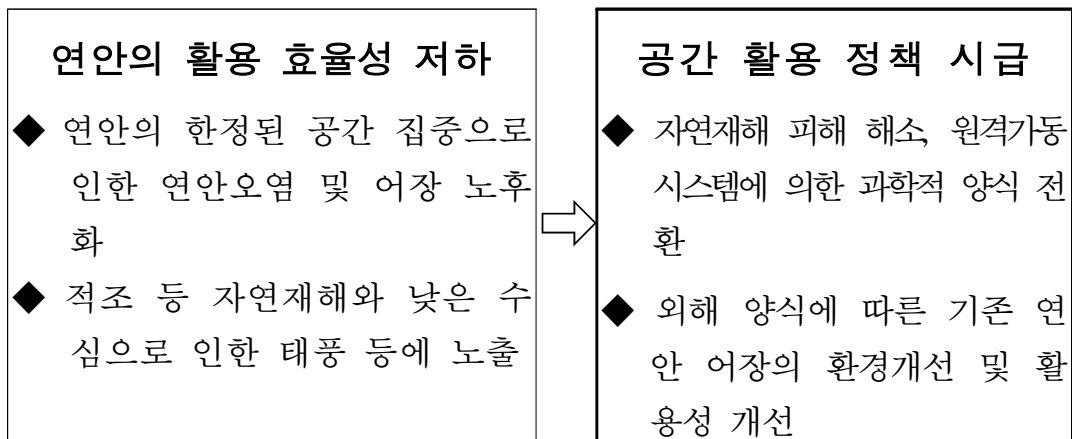 연안의 활용 효율성 저하
◆ 연안의 한정된 공간 집중으로
인한 연안오염 및 어장 노후
화
◆ 적조 등 자연재해와 낮은 수
심으로 인한 태풍 등에 노출
공간 활용 정책 시급
◆ 자연재해 피해 해소, 원격가동
시스템에 의한 과학적 양식 전
환
◆ 외해 양식에 따른 기존 연
안 어장의 환경개선 및 활
용성 개선